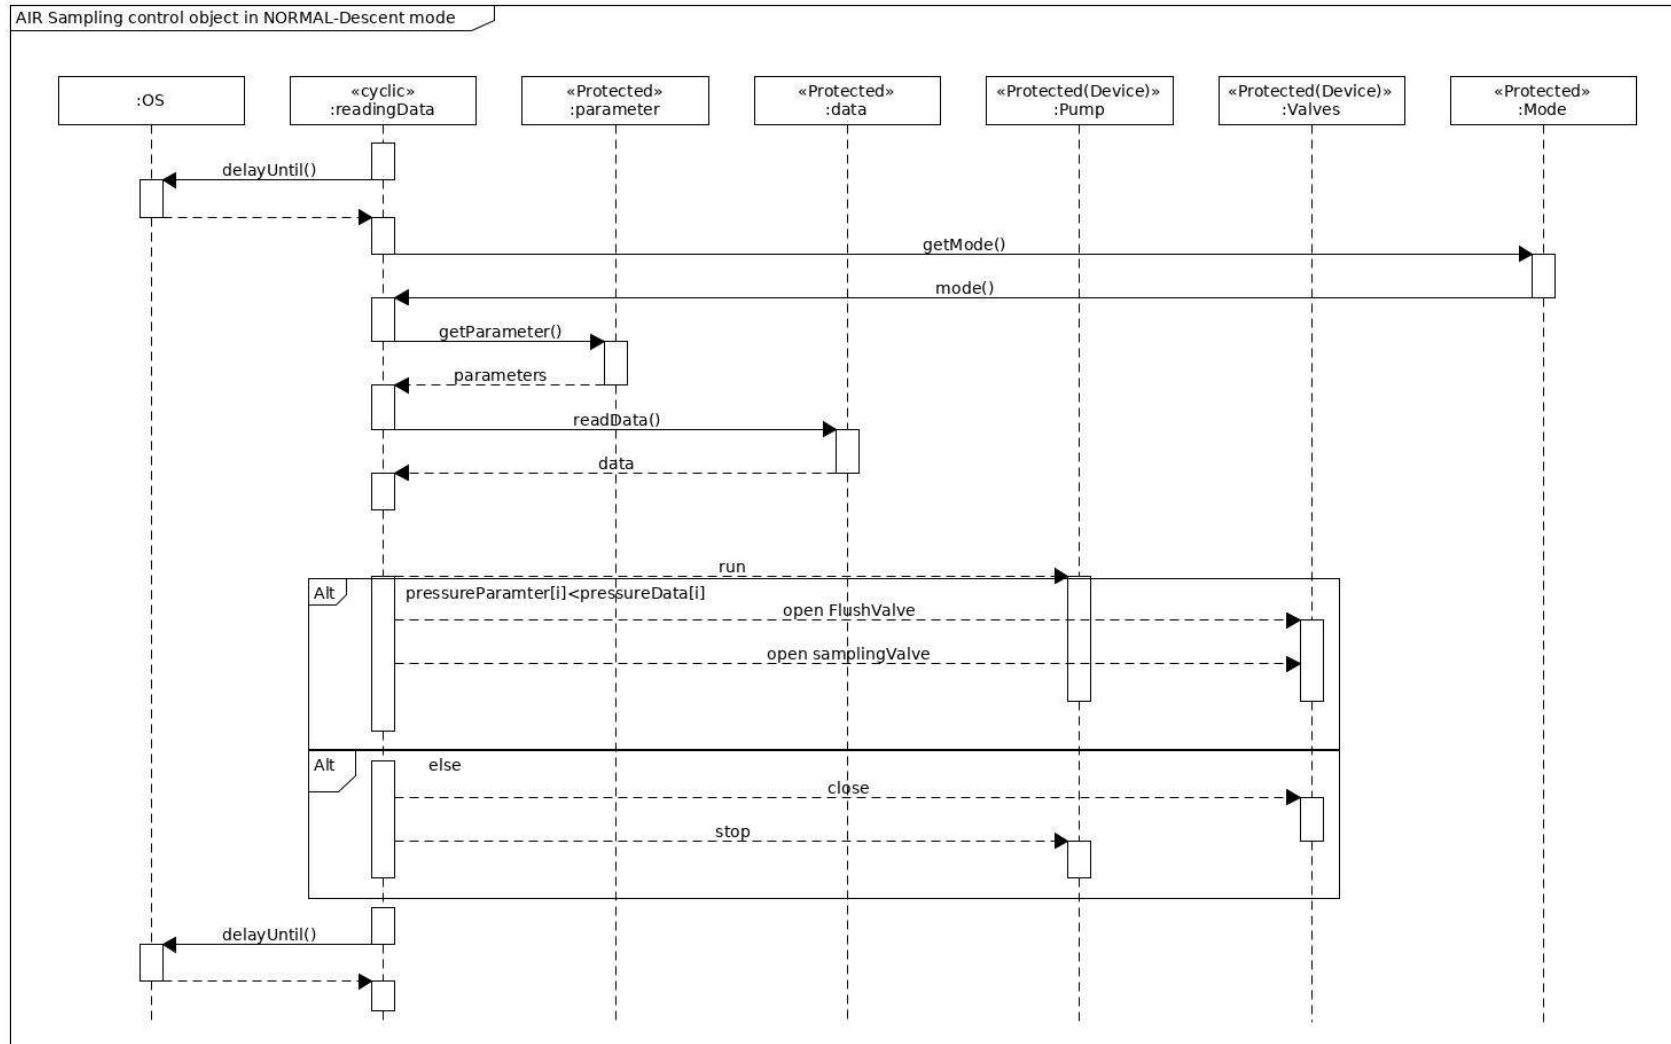 AIR Sampling control object in NORMAL-Descent mode
:OS
«cyclic»
:readingData
«Protected»
:parameter
«Protected»
:data
«Protected(Device)»
:Pump
«Protected(Device)»
:Valves
«Protected»
:Mode
delayUntil()
getMode()
mode()
getParameter()
parameters
readData()
data
run
Alt
pressureParamter[i]<pressureData[i]
open FlushValve
open samplingValve
Alt
else
close
stop
delayUntil()